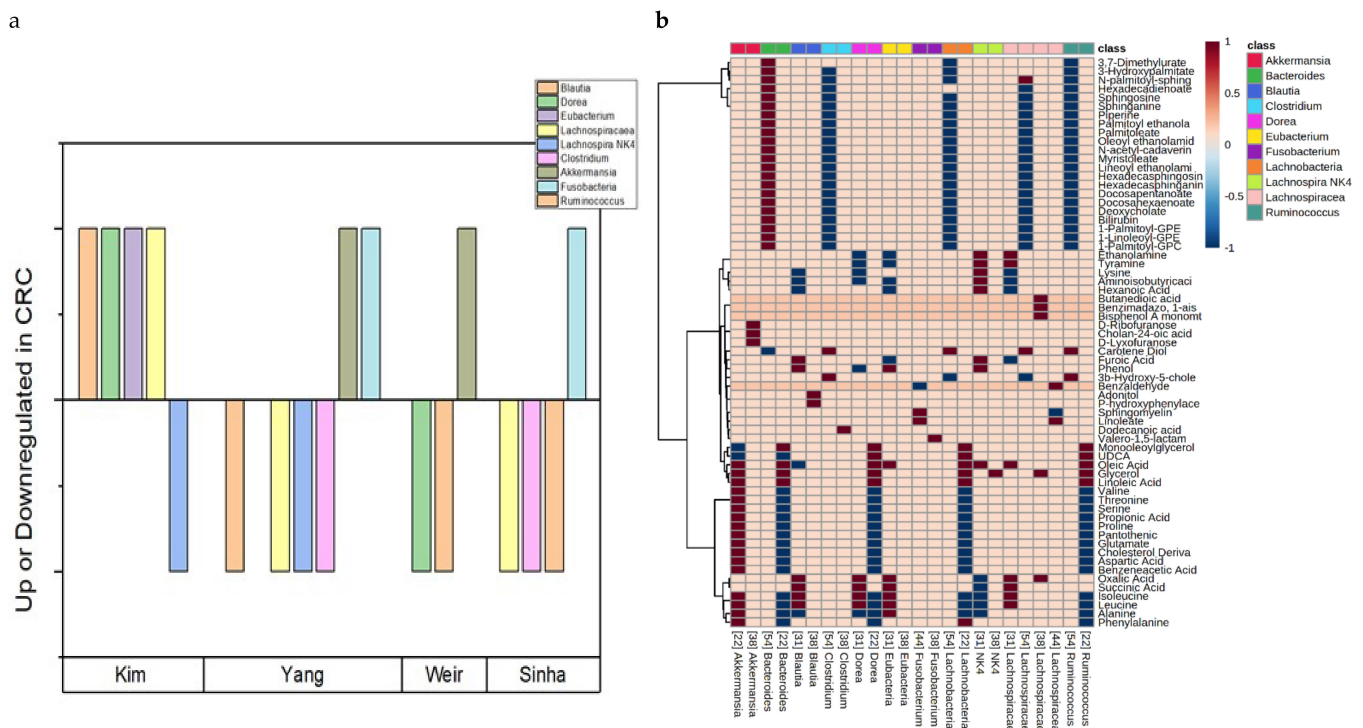 a
b
Up or Downregulated in CRC
Blautia
Dorea
Eubacterium
Lachnospiracaea
Lachnospira NK4
Clostridium
Akkermansia
Fusobacteria
Ruminococcus
Kim
Yang
Weir
Sinha
class
3,7-Dimethylurate
3-Hydroxypalmitate
N-palmitoyl-sphing
Hexadecadienoate
Sphingosine
Sphinganine
Piperine
Palmitoyl ethanola
Palmitoleate
Oleoyl ethanolamid
N-acetyl-cadaverin
Myristoleate
Lineoyl ethanolami
Hexadecasphingosin
Hexadecasphinganin
Docosapentanoate
Docosahexaenoate
Deoxycholate
Bilirubin
1-Palmitoyl-GPE
1-Linoleoyl-GPE
1-Palmitoyl-GPC
Ethanolamine
Tyramine
Lysine
Aminoisobutyricaci
Hexanoic Acid
Butanedioic acid
Benzimadazo, 1-ais
Bisphenol A monomt
D-Ribofuranose
Cholan-24-oic acid
D-Lyxofuranose
Carotene Diol
Furoic Acid
Phenol
3b-Hydroxy-5-chole
Benzaldehyde
Adonitol
P-hydroxyphenylace
Sphingomyelin
Linoleate
Dodecanoic acid
Valero-1,5-lactam
Monooleoylglycerol
UDCA
Oleic Acid
Glycerol
Linoleic Acid
Valine
Threonine
Serine
Propionic Acid
Proline
Pantothenic
Glutamate
Cholesterol Deriva
Aspartic Acid
Benzeneacetic Acid
Oxalic Acid
Succinic Acid
Isoleucine
Leucine
Alanine
Phenylalanine
1
0.5
0
-0.5
-1
class
Akkermansia
Bacteroides
Blautia
Clostridium
Dorea
Eubacterium
Fusobacterium
Lachnobacteria
Lachnospira NK4
Lachnospiracea
Ruminococcus
[22] Akkermansia
[38] Akkermansia
[54] Bacteroides
[22] Bacteroides
[31] Blautia
[38] Blautia
[54] Clostridium
[38] Clostridium
[31] Dorea
[22] Dorea
[31] Eubacteria
[38] Eubacteria
[44] Fusobacterium
[38] Fusobacterium
[54] Lachnobacteria
[22] Lachnobacteria
[31] NK4
[38] NK4
[31] Lachnospiracae
[54] Lachnospiracae
[38] Lachnospiracae
[44] Lachnospiracea
[54] Ruminococcus
[22] Ruminococcus